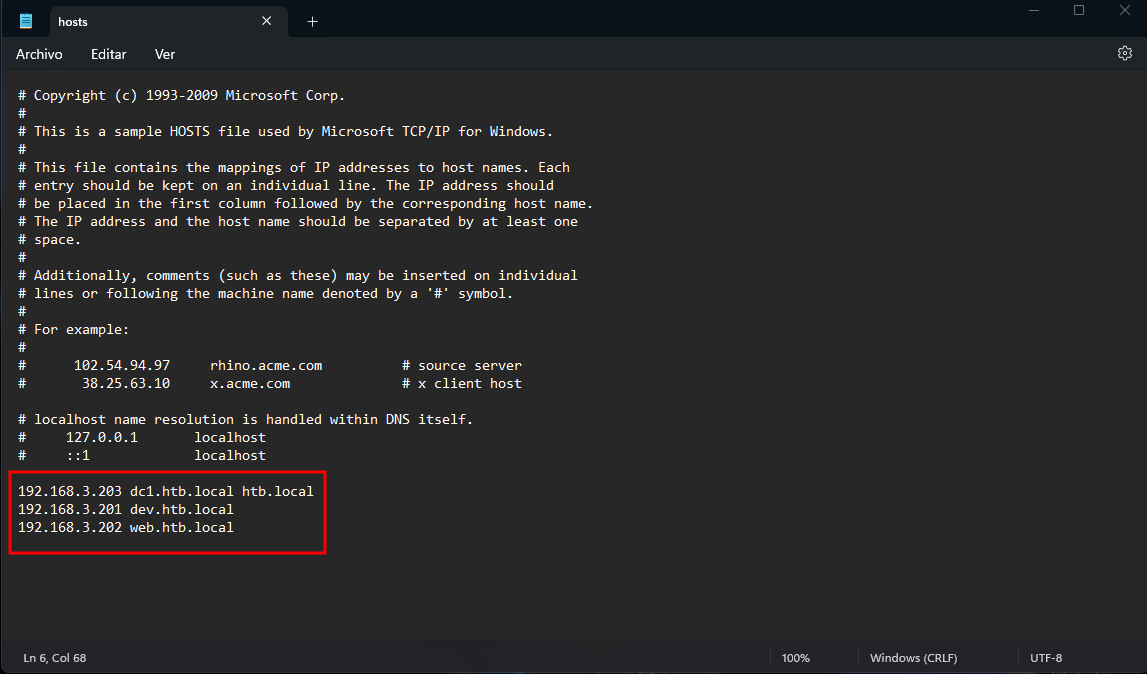 hosts
Archivo Editar Ver
# Copyright (c) 1993-2009 Microsoft Corp.
#
# This is a sample HOSTS file used by Microsoft TCP/IP for Windows.
#
# This file contains the mappings of IP addresses to host names. Each
# entry should be kept on an individual line. The IP address should
# be placed in the first column followed by the corresponding host name.
# The IP address and the host name should be separated by at least one
# space.
#
# Additionally, comments (such as these) may be inserted on individual
# lines or following the machine name denoted by a '#' symbol.
#
# For example:
#
#      102.54.94.97     rhino.acme.com          # source server
#       38.25.63.10     x.acme.com              # x client host

# localhost name resolution is handled within DNS itself.
#     127.0.0.1       localhost
#     ::1             localhost

192.168.3.203 dc1.htb.local htb.local
192.168.3.201 dev.htb.local
192.168.3.202 web.htb.local
Ln 6, Col 68 100% Windows (CRLF) UTF-8